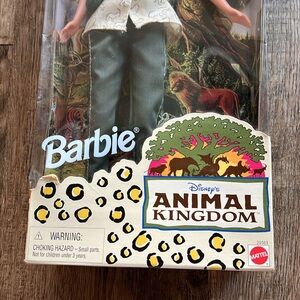 Barbie®
Disney's
ANIMAL
KINGDOM
WARNING:
CHOKING HAZARD – Small parts.
Not for children under 3 years.
MATTEL